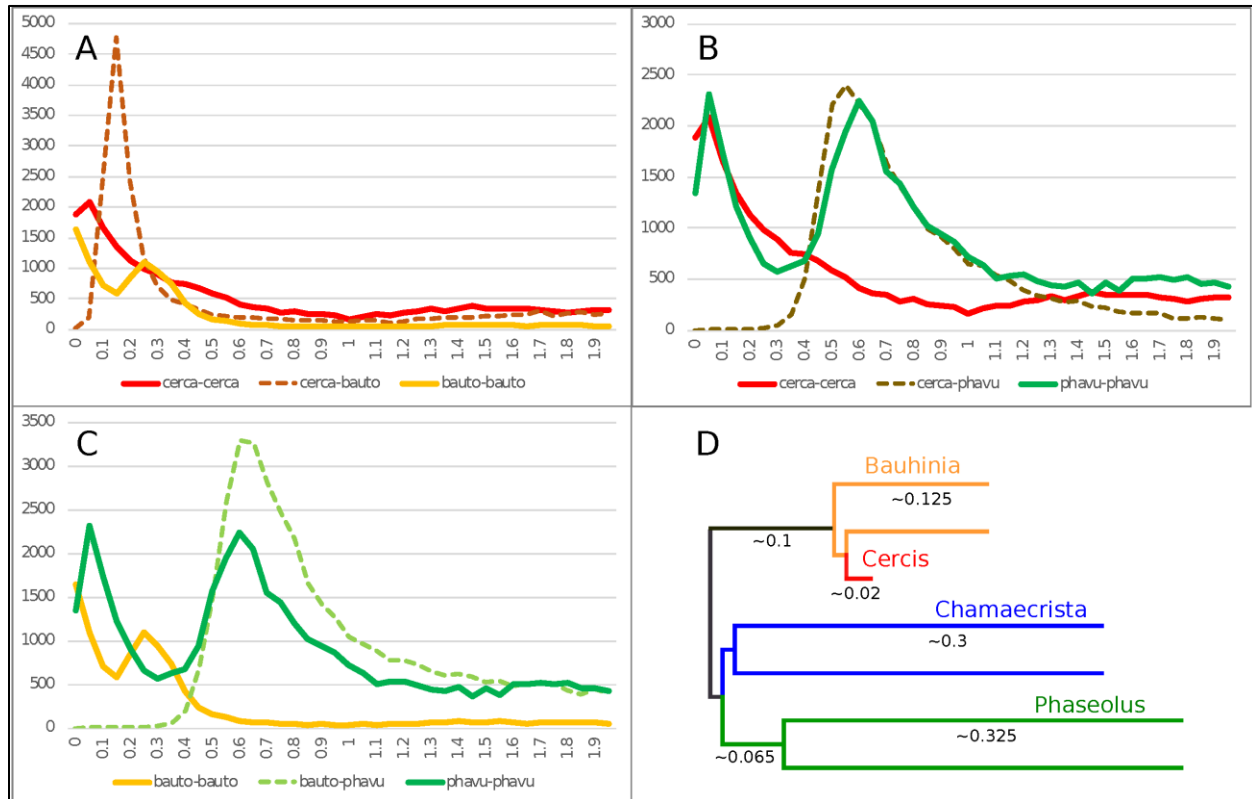 A
5000
4500
4000
3500
3000
2500
2000
1500
1000
500
0
0 0.1 0.2 0.3 0.4 0.5 0.6 0.7 0.8 0.9 1 1.1 1.2 1.3 1.4 1.5 1.6 1.7 1.8 1.9
cerca-cerca cerca-bauto bauto-bauto
B
3000
2500
2000
1500
1000
500
0
0 0.1 0.2 0.3 0.4 0.5 0.6 0.7 0.8 0.9 1 1.1 1.2 1.3 1.4 1.5 1.6 1.7 1.8 1.9
cerca-cerca cerca-phavu phavu-phavu
C
3500
3000
2500
2000
1500
1000
500
0
0 0.1 0.2 0.3 0.4 0.5 0.6 0.7 0.8 0.9 1 1.1 1.2 1.3 1.4 1.5 1.6 1.7 1.8 1.9
bauto-bauto bauto-phavu phavu-phavu
D
Bauhinia
~0.125
~0.1
Cercis
~0.02
Chamaecrista
~0.3
Phaseolus
~0.325
~0.065